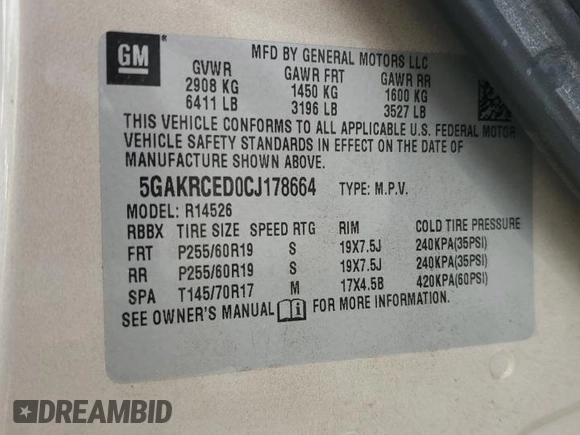 GM ®
MFD BY GENERAL MOTORS LLC
GVWR GAWR FRT GAWR RR
2908 KG 1450 KG 1600 KG
6411 LB 3196 LB 3527 LB
THIS VEHICLE CONFORMS TO ALL APPLICABLE U.S. FEDERAL MOTOR
VEHICLE SAFETY STANDARDS IN EFFECT ON THE DATE OF
MANUFACTURE SHOWN ABOVE.
5GAKRCED0CJ178664 TYPE: M.P.V.
MODEL: R14526
RBBX TIRE SIZE SPEED RTG RIM COLD TIRE PRESSURE
FRT P255/60R19 S 19X7.5J 240KPA(35PSI)
RR P255/60R19 S 19X7.5J 240KPA(35PSI)
SPA T145/70R17 M 17X4.5B 420KPA(60PSI)
SEE OWNER'S MANUAL i FOR MORE INFORMATION.
DREAMBID